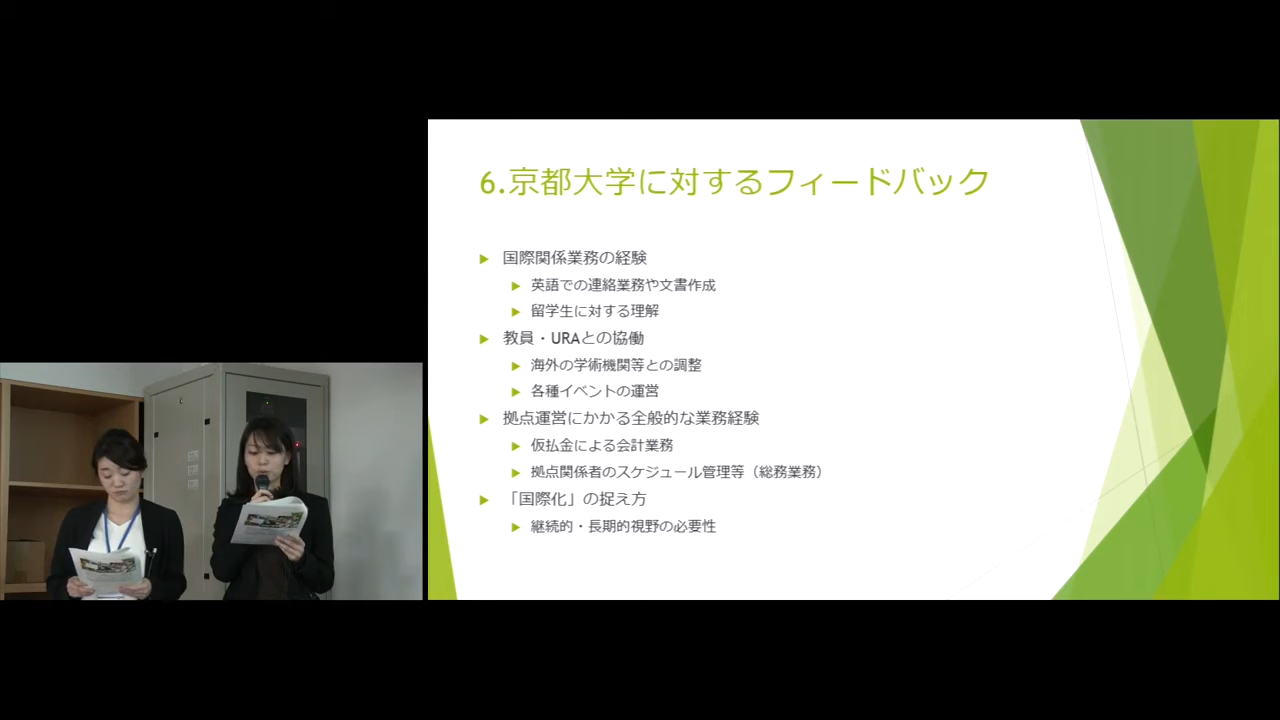 6.京都大学に対するフィードバック
国際関係業務の経験
英語での連絡業務や文書作成
留学生に対する理解
教員・URAとの協働
海外の学術機関等との調整
各種イベントの運営
拠点運営にかかる全般的な業務経験
仮払金による会計業務
拠点関係者のスケジュール管理等（総務業務）
「国際化」の捉え方
継続的・長期的視野の必要性